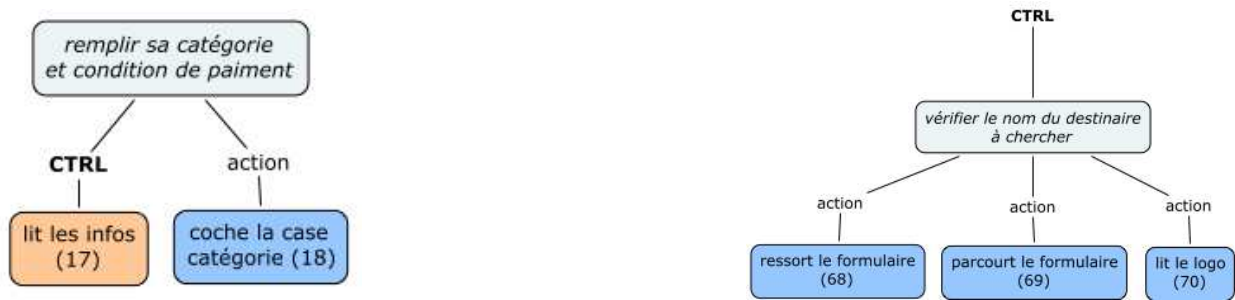 remplir sa catégorie
et condition de paiment
CTRL
action
lit les infos
(17)
coche la case
catégorie (18)
CTRL
vérifier le nom du destinaire
à chercher
action
action
action
ressort le formulaire
(68)
parcourt le formulaire
(69)
lit le logo
(70)